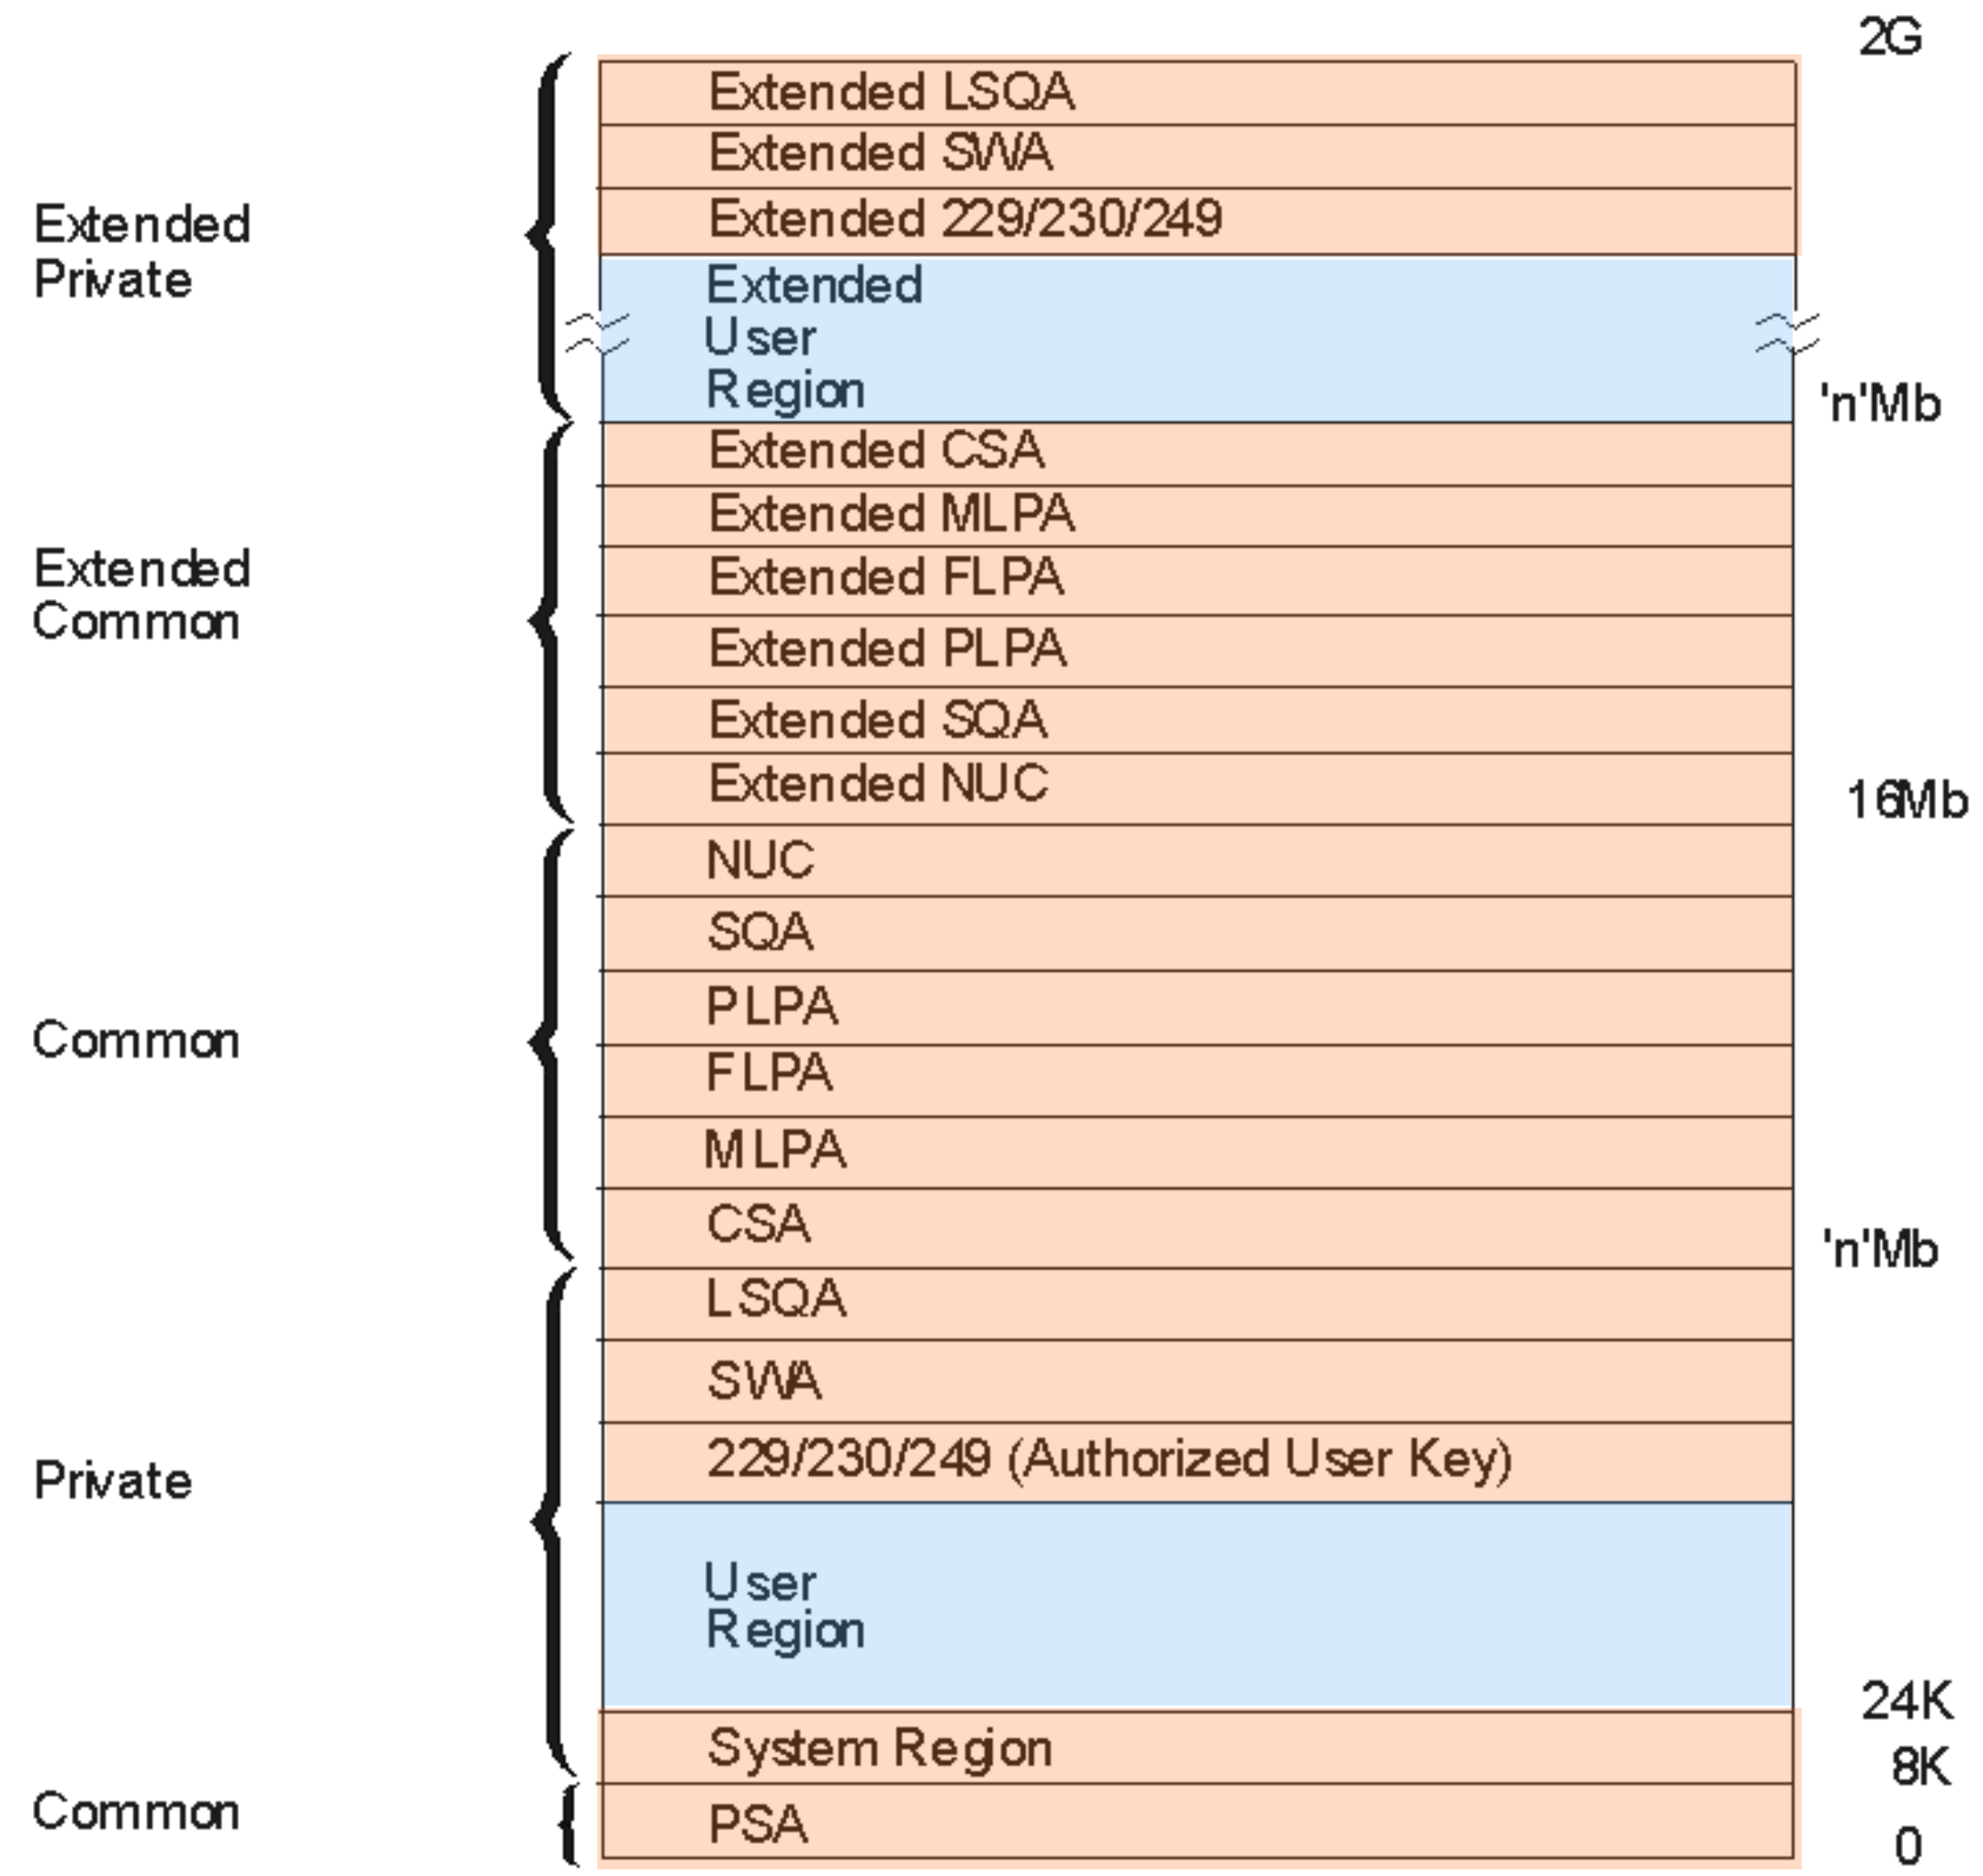 2G
Extended LSQA
Extended SWA
Extended 229/230/249
Extended
Private
Extended
User
Region
'n'Mb
Extended CSA
Extended MLPA
Extended FLPA
Extended
Common
Extended PLPA
Extended SQA
Extended NUC
16Mb
NUC
SQA
PLPA
Common
FLPA
MLPA
CSA
'n'Mb
LSQA
SWA
229/230/249 (Authorized User Key)
Private
User
Region
24K
System Region
8K
Common
PSA
0